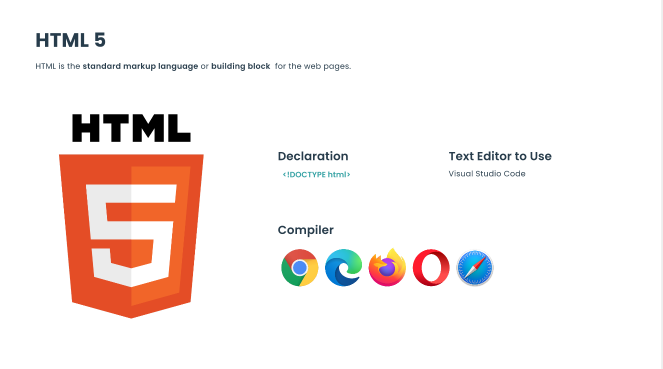 HTML 5
HTML is the standard markup language or building block for the web pages.
HTML
5
Declaration
<!DOCTYPE html>
Text Editor to Use
Visual Studio Code
Compiler